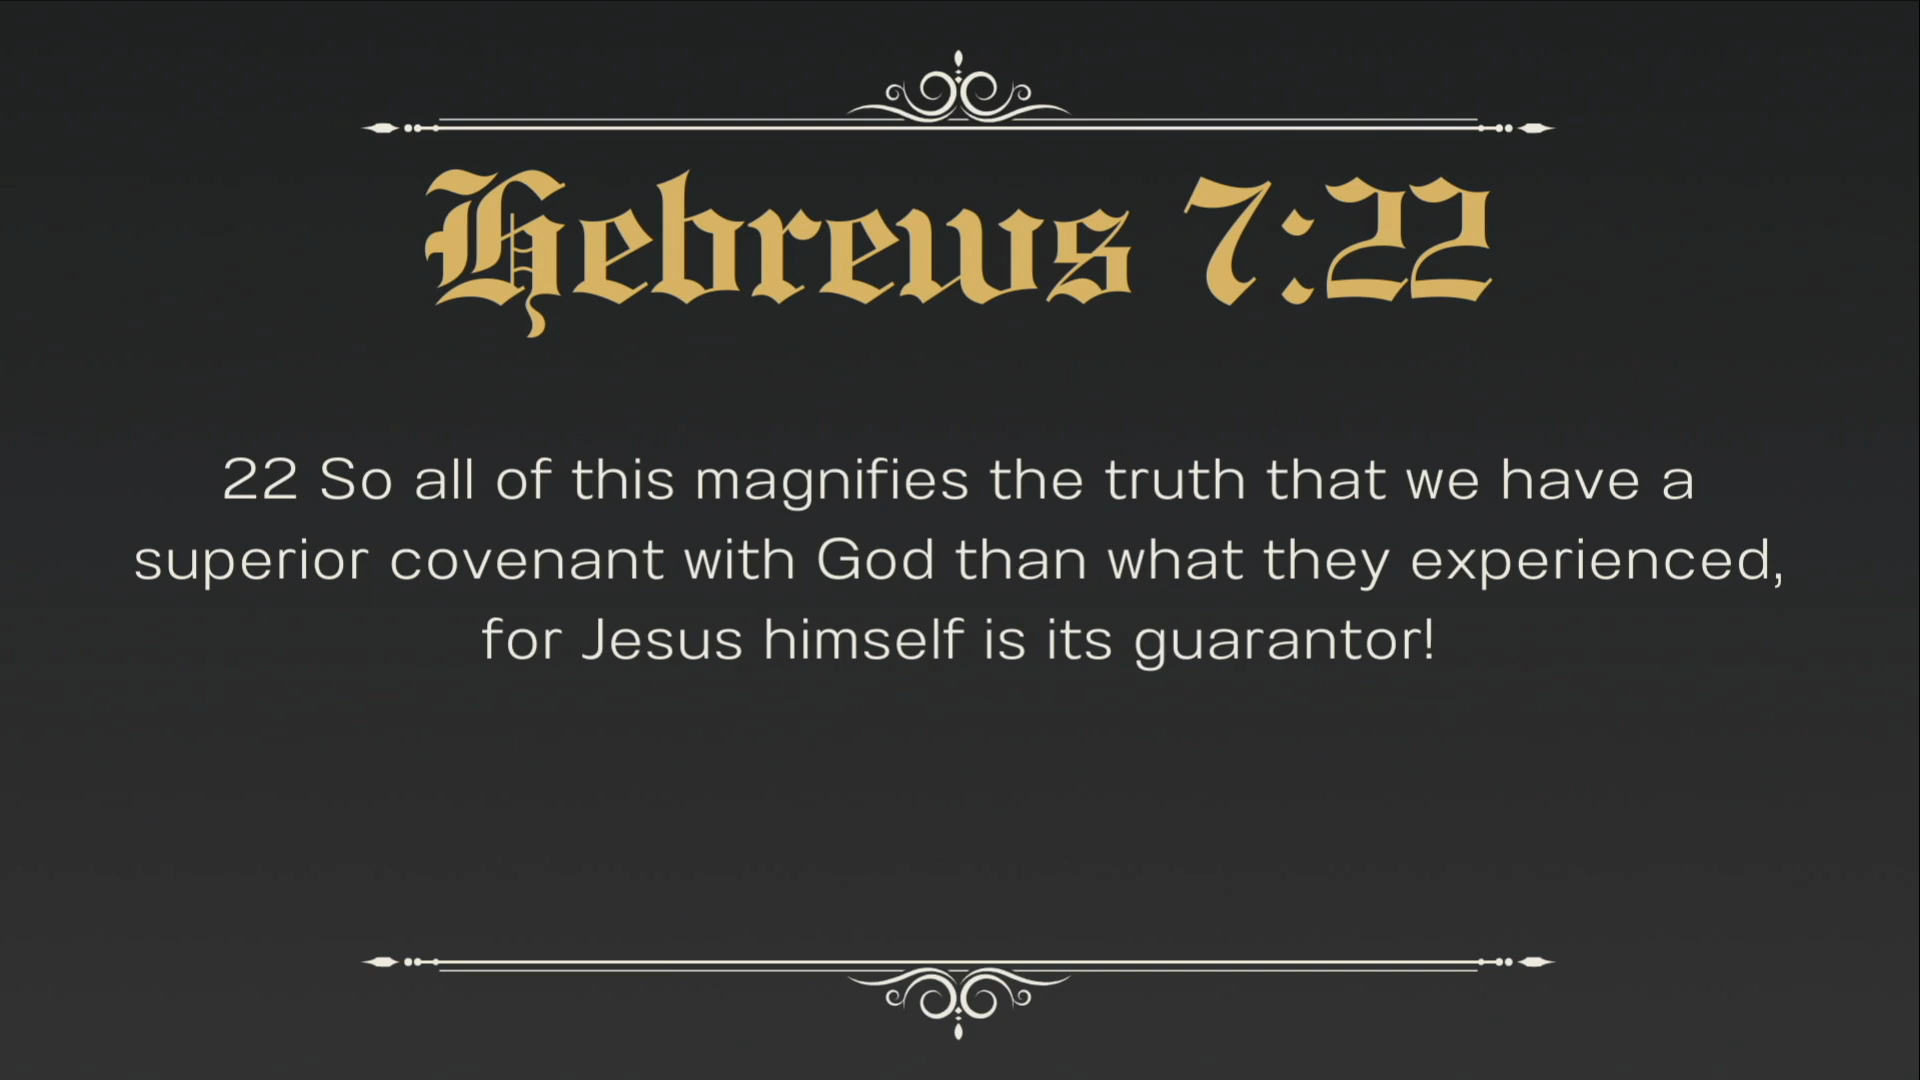 Hebrews 7:22
22 So all of this magnifies the truth that we have a
superior covenant with God than what they experienced,
for Jesus himself is its guarantor!